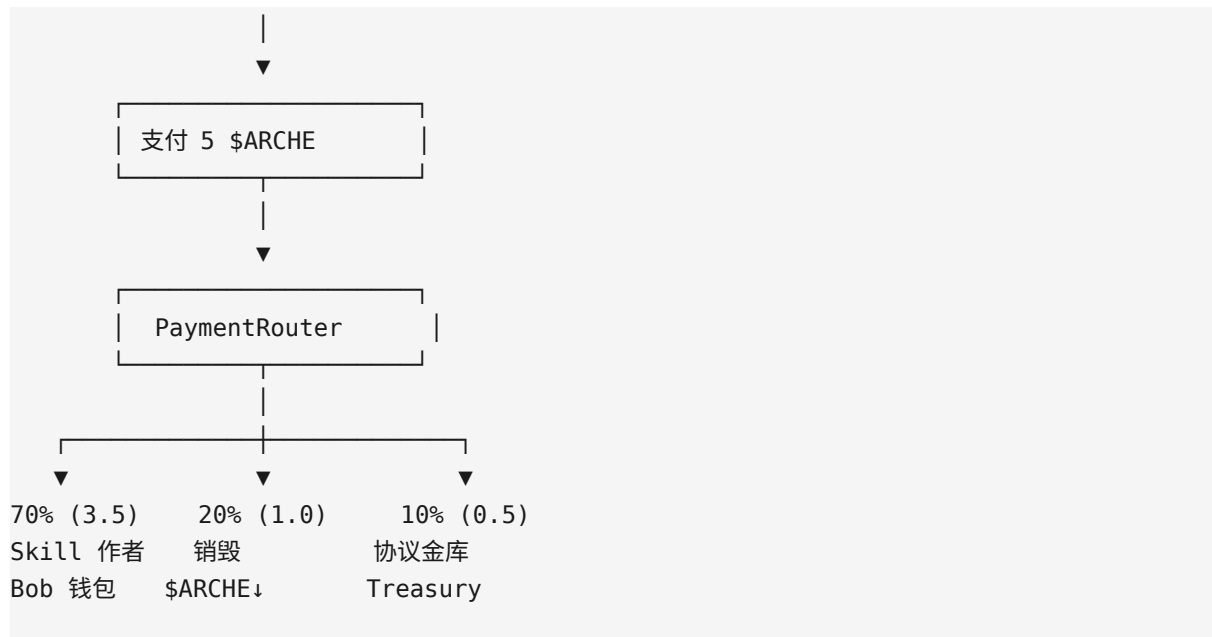 支付 5 $ARCHE
PaymentRouter
70% (3.5) 20% (1.0) 10% (0.5)
Skill 作者 销毁 协议金库
Bob 钱包 $ARCHE↓ Treasury